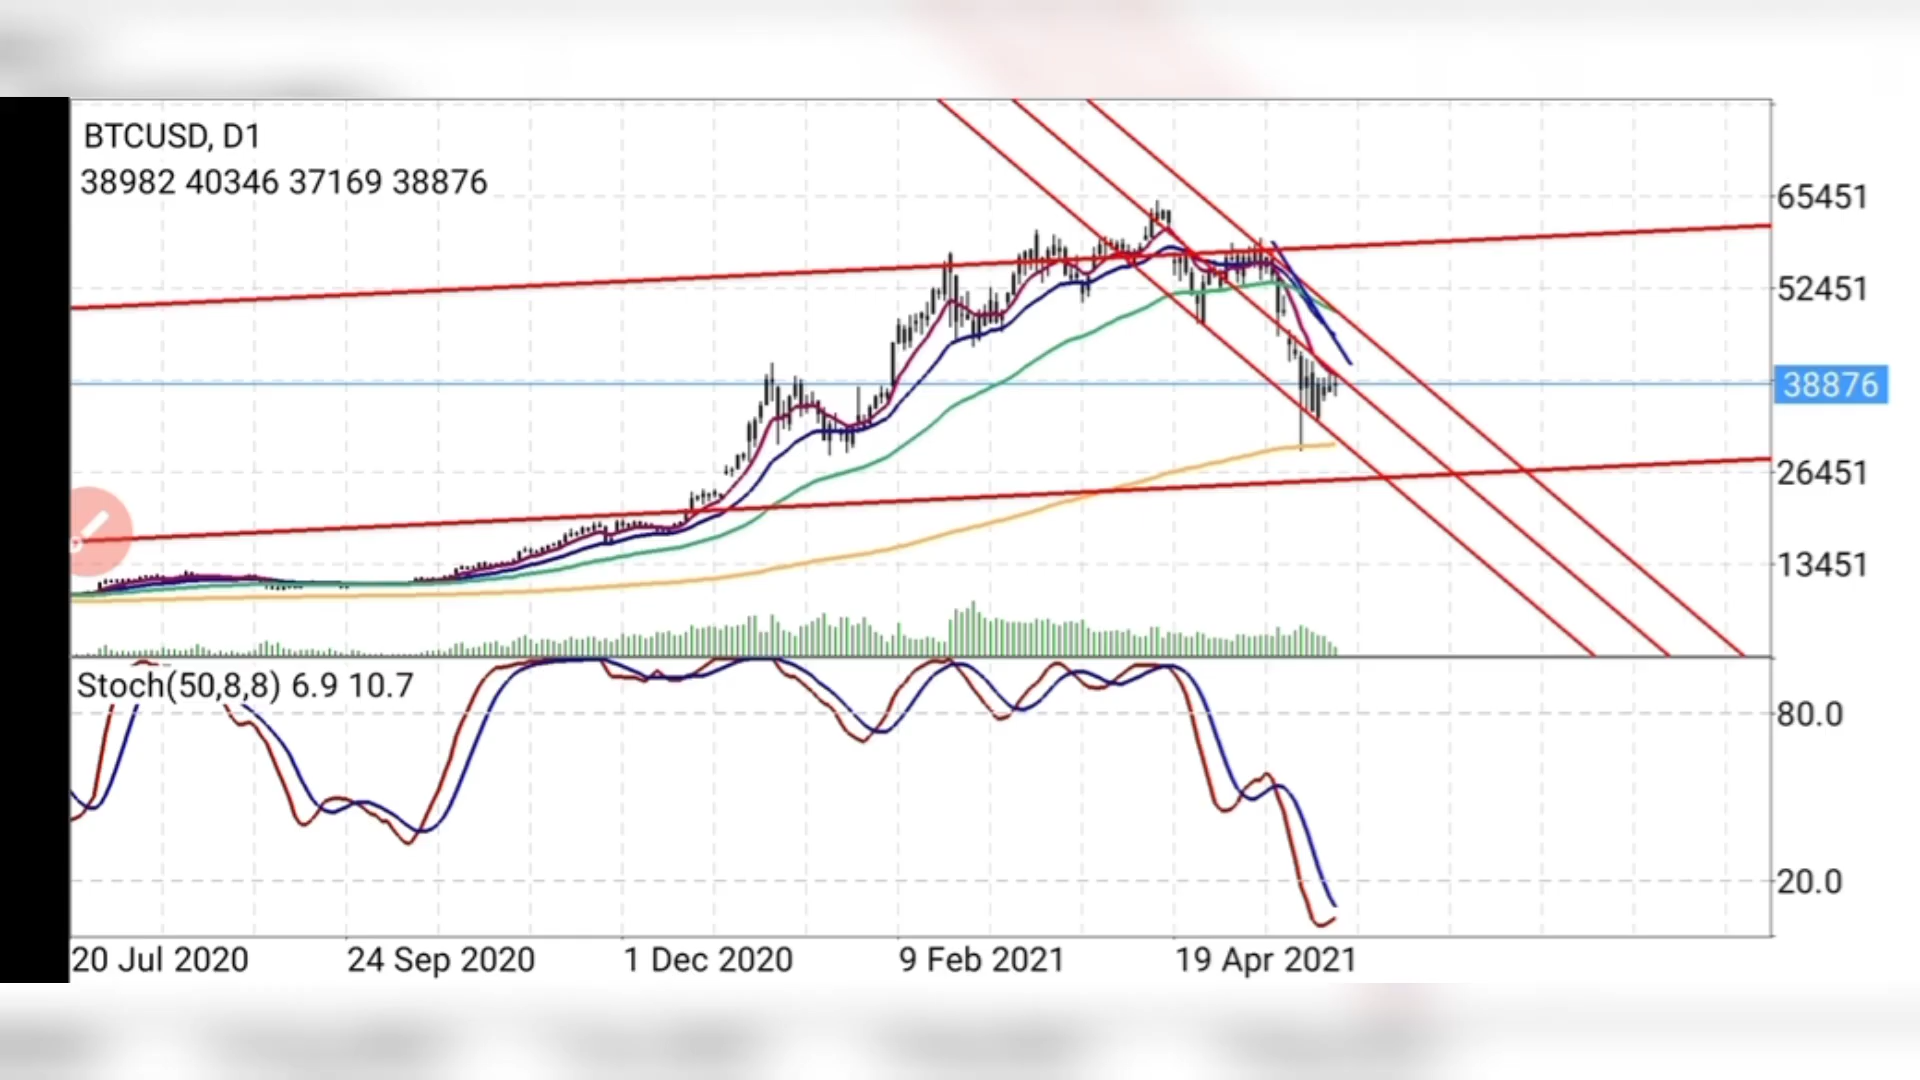 BTCUSD, D1
38982 40346 37169 38876
65451
52451
38876
26451
13451
Stoch(50,8,8) 6.9 10.7
80.0
20.0
20 Jul 2020 24 Sep 2020 1 Dec 2020 9 Feb 2021 19 Apr 2021